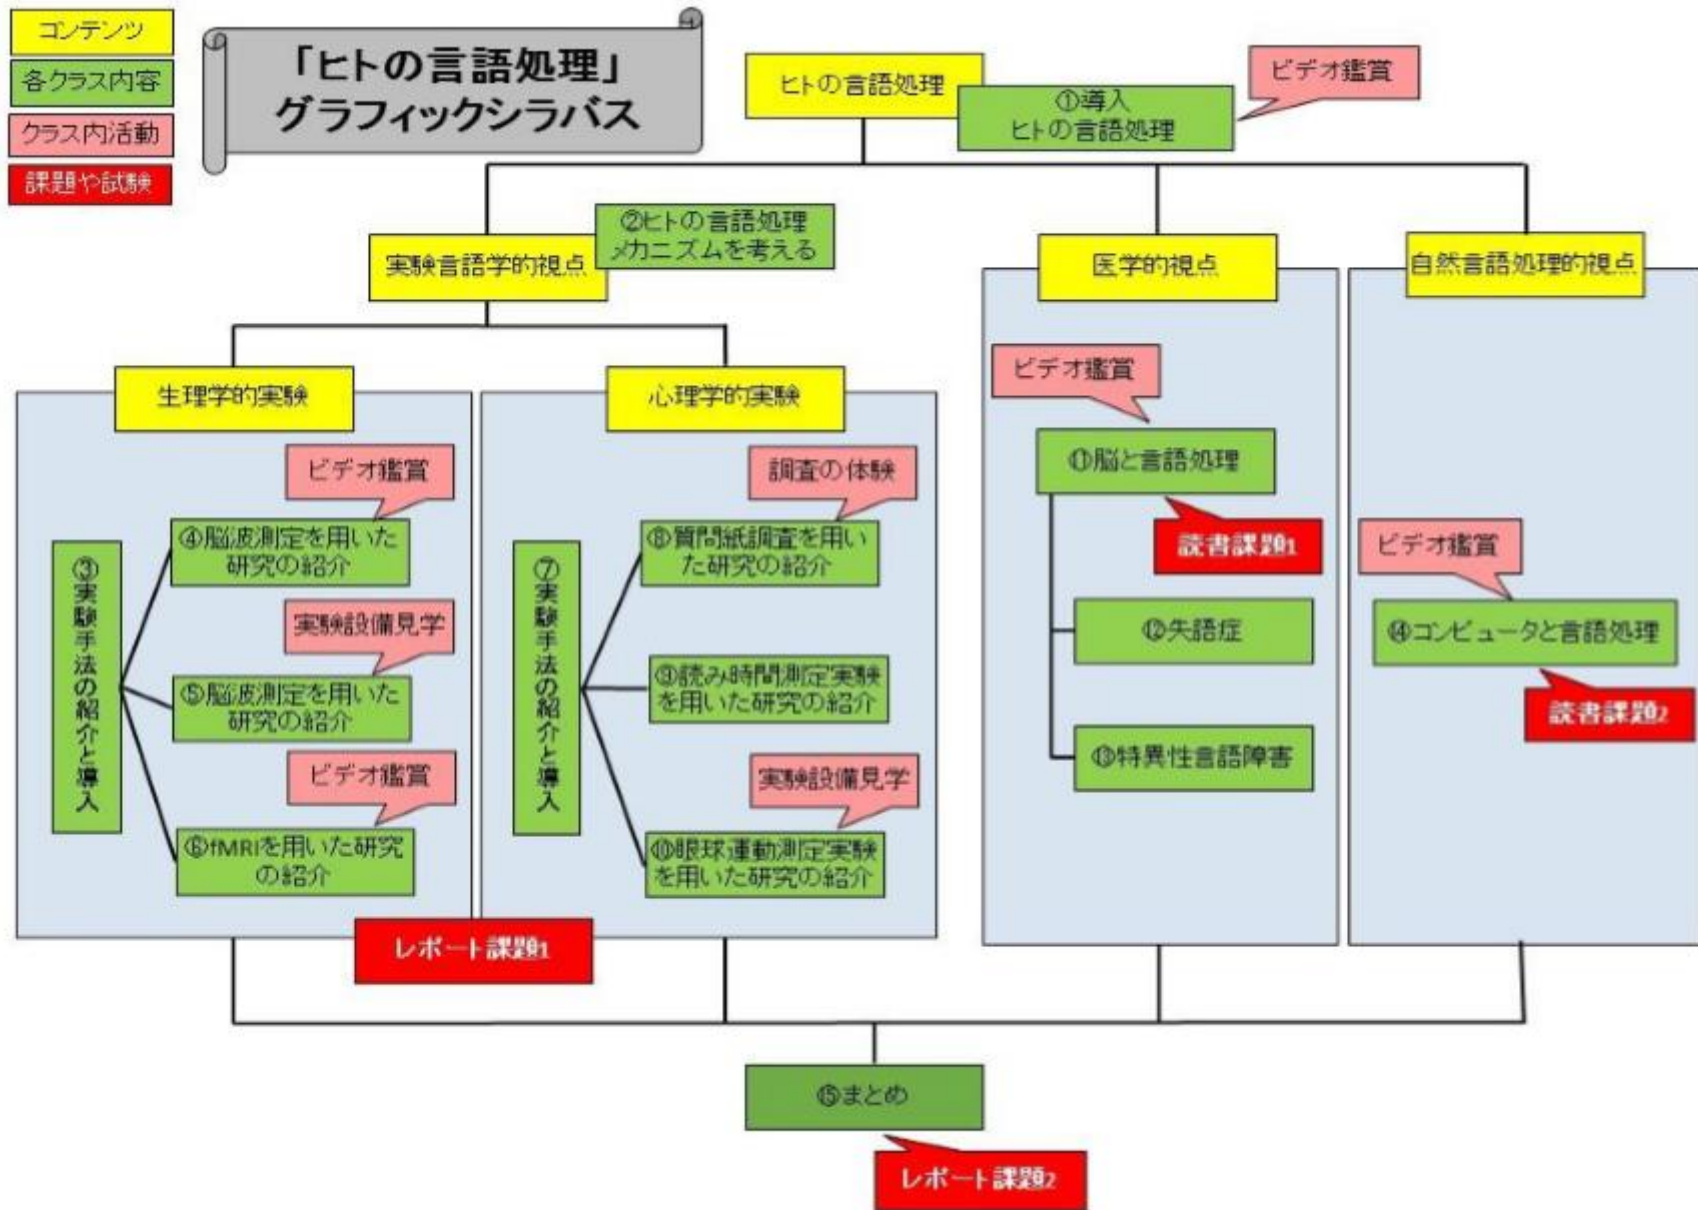 コンテンツ
各クラス内容
クラス内活動
課題や試験
「ヒトの言語処理」
グラフィックシラバス
ヒトの言語処理
①導入
ヒトの言語処理
ビデオ鑑賞
実験言語学的視点
②ヒトの言語処理
メカニズムを考える
医学的視点
自然言語処理的視点
生理学的実験
③実験手法の紹介と導入
ビデオ鑑賞
④脳波測定を用いた
研究の紹介
実験設備見学
⑤脳波測定を用いた
研究の紹介
ビデオ鑑賞
⑥fMRIを用いた研究
の紹介
心理学的実験
⑦実験手法の紹介と導入
調査の体験
⑧質問紙調査を用い
た研究の紹介
⑨読み時間測定実験
を用いた研究の紹介
実験設備見学
⑩眼球運動測定実験
を用いた研究の紹介
レポート課題1
ビデオ鑑賞
⑪脳と言語処理
読書課題1
⑫失語症
⑬特異性言語障害
ビデオ鑑賞
⑭コンピュータと言語処理
読書課題2
⑮まとめ
レポート課題2